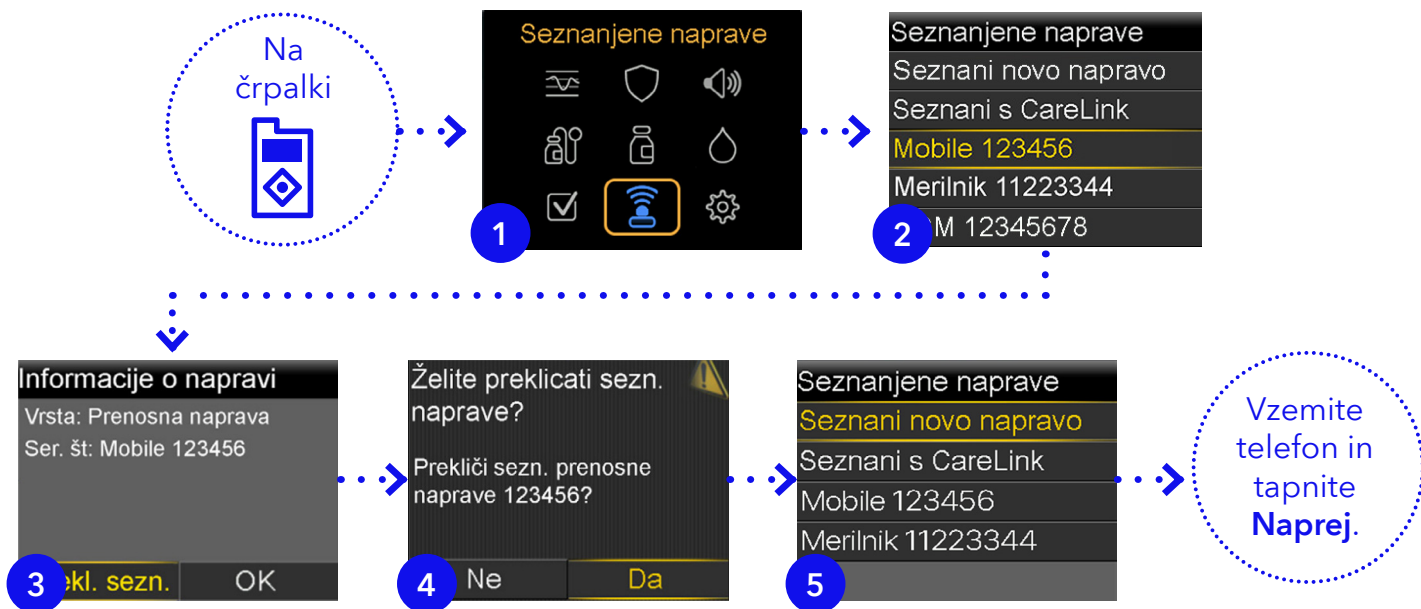 Na
črpalki
Seznanjene naprave
1
Seznanjene naprave
Seznani novo napravo
Seznani s CareLink
Mobile 123456
Merilnik 11223344
M 12345678
2
Informacije o napravi
Vrsta: Prenosna naprava
Ser. št: Mobile 123456
3
ekl. sezn. OK
Želite preklicati sezn.
naprave?
Prekliči sezn. prenosne
naprave 123456?
4
Ne Da
Seznanjene naprave
Seznani novo napravo
Seznani s CareLink
Mobile 123456
Merilnik 11223344
5
Vzemite
telefon in
tapnite
Naprej.